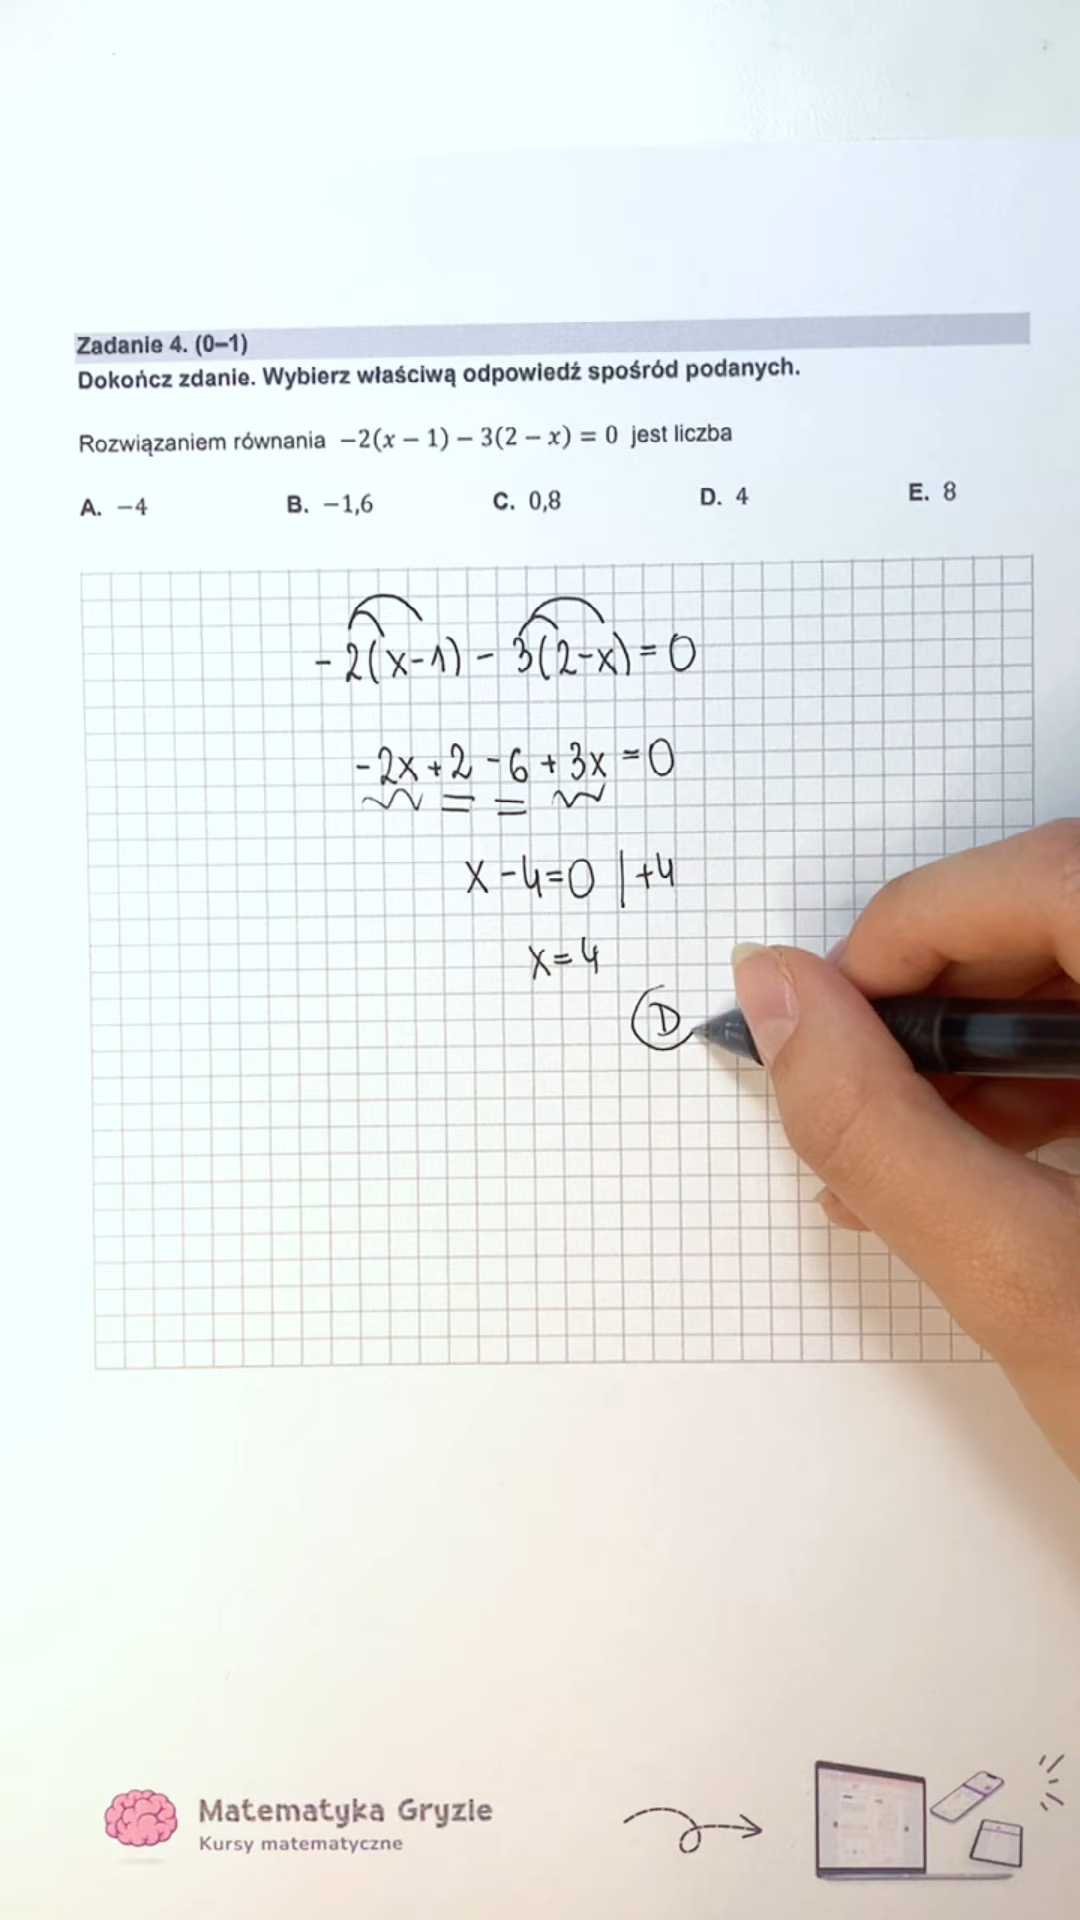 Zadanie 4. (0–1)
Dokończ zdanie. Wybierz właściwą odpowiedź spośród podanych.
Rozwiązaniem równania −2(x − 1) − 3(2 − x) = 0 jest liczba
A. −4 B. −1,6 C. 0,8 D. 4 E. 8
-2(x-1) - 3(2-x) = 0
-2x + 2 - 6 + 3x = 0
x - 4 = 0 | +4
x = 4
D
Matematyka Gryzie
Kursy matematyczne